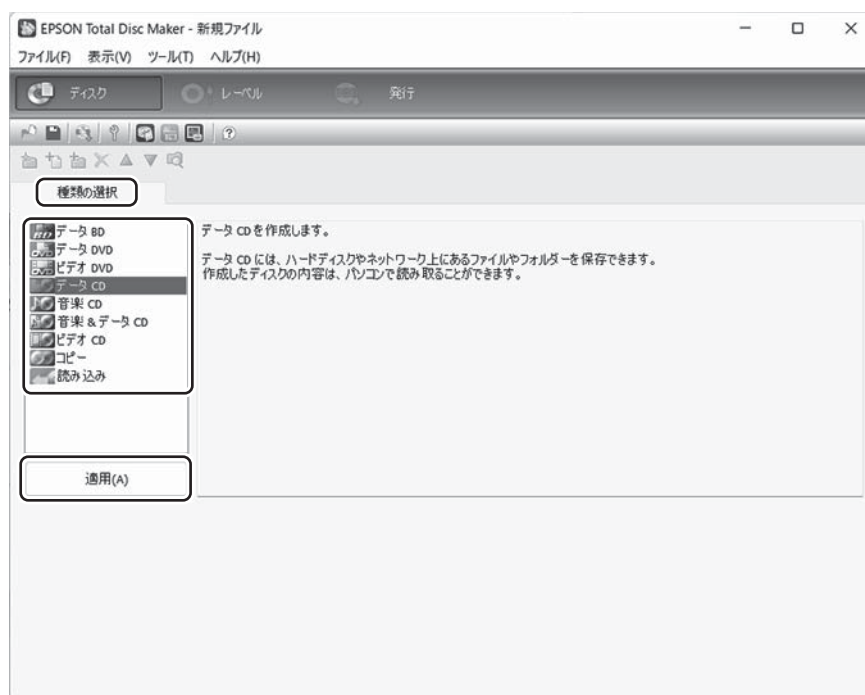 EPSON Total Disc Maker - 新規ファイル
ファイル(F) 表示(V) ツール(T) ヘルプ(H)
ディスク レーベル 発行
種類の選択
データ BD
データ DVD
ビデオ DVD
データ CD
音楽 CD
音楽 & データ CD
ビデオ CD
コピー
読み込み
適用(A)
データ CD を作成します。
データ CD には、ハードディスクやネットワーク上にあるファイルやフォルダーを保存できます。
作成したディスクの内容は、パソコンで読み取ることができます。